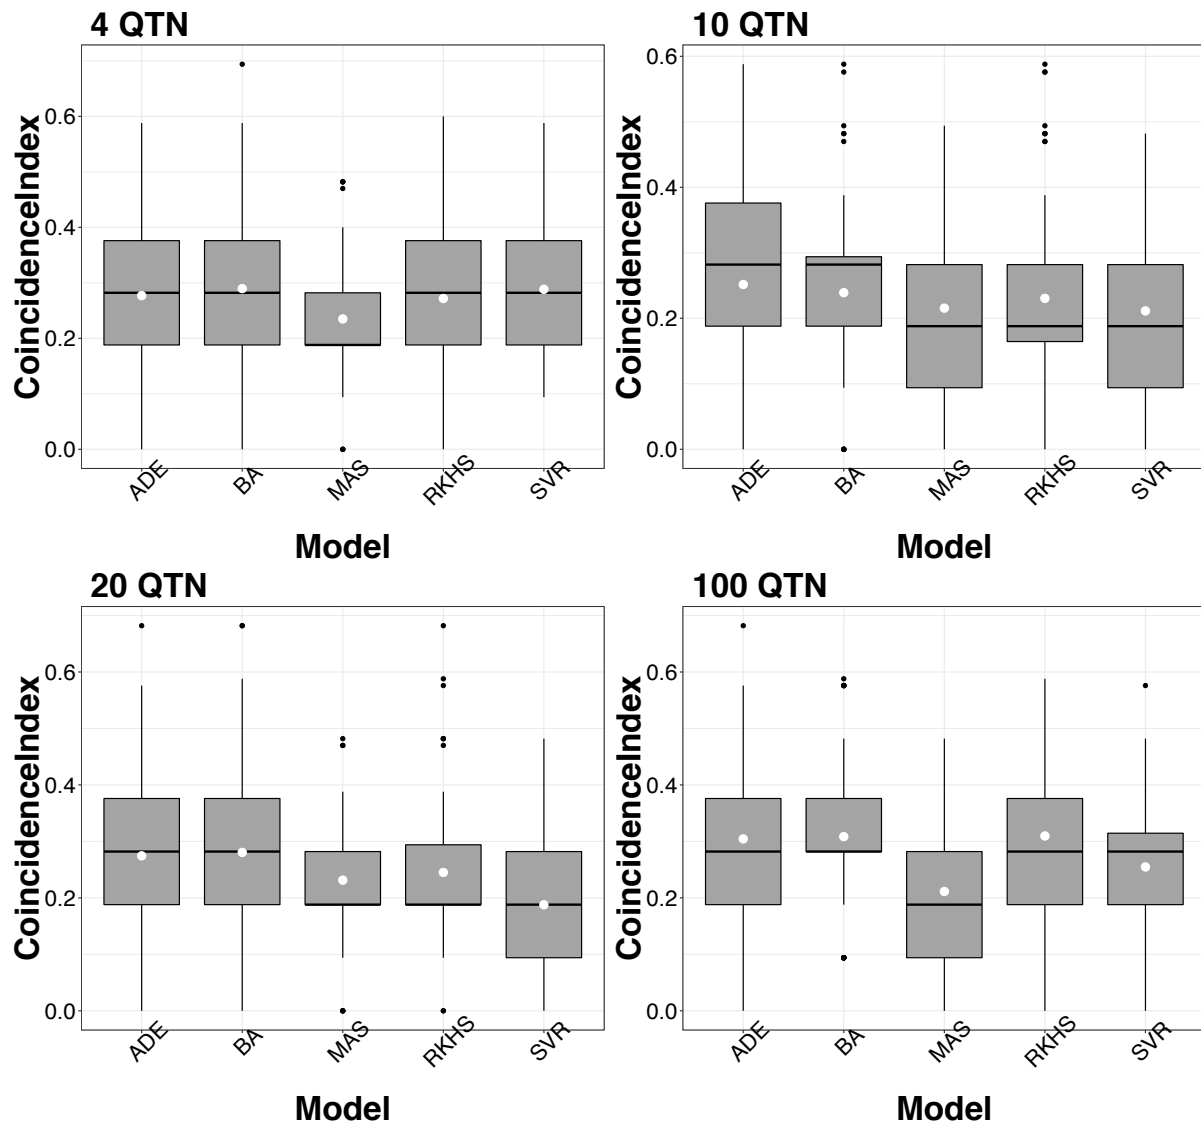 4 QTN
CoincidenceIndex
0.6
0.4
0.2
0.0
ADE BA MAS RKHS SVR
Model
10 QTN
CoincidenceIndex
0.6
0.4
0.2
0.0
ADE BA MAS RKHS SVR
Model
20 QTN
CoincidenceIndex
0.6
0.4
0.2
0.0
ADE BA MAS RKHS SVR
Model
100 QTN
CoincidenceIndex
0.6
0.4
0.2
0.0
ADE BA MAS RKHS SVR
Model